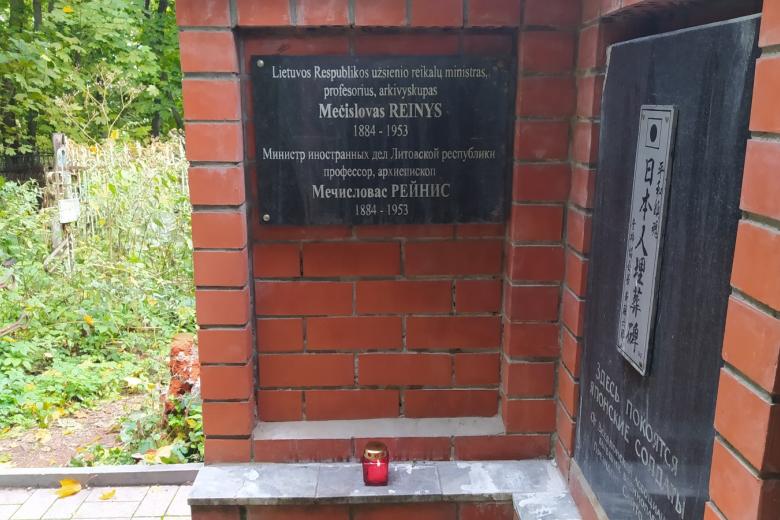 Lietuvos Respublikos užsienio reikalų ministras,
profesorius, arkivyskupas
Mečislovas REINYS
1884 - 1953
Министр иностранных дел Литовской республики
профессор, архиепископ
Мечисловас РЕЙНИС
1884 - 1953
日本人埋葬碑
ЗДЕСЬ ПОКОЯТСЯ
ЯПОНСКИЕ СОЛДАТЫ